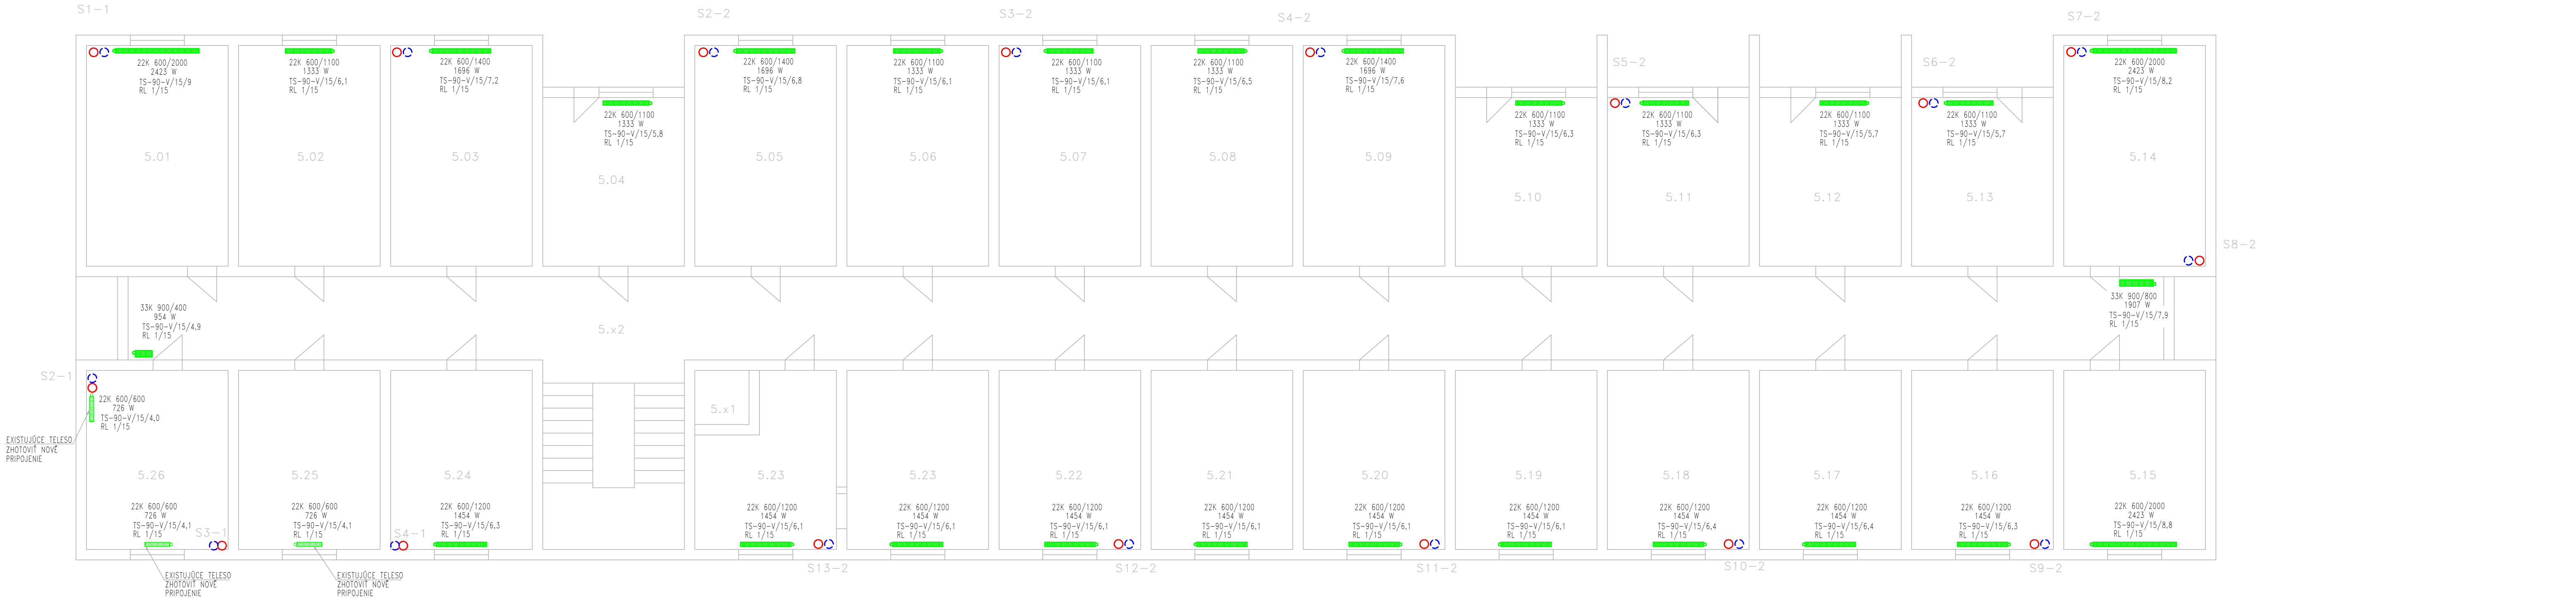 S1-1
S2-2
S3-2
S4-2
S7-2
22K 600/2000
2423 W
TS-90-V/15/9
RL 1/15
5.01
22K 600/1100
1333 W
TS-90-V/15/6,1
RL 1/15
5.02
22K 600/1400
1696 W
TS-90-V/15/7,2
RL 1/15
5.03
22K 600/1100
1333 W
TS-90-V/15/5,8
RL 1/15
5.04
22K 600/1400
1696 W
TS-90-V/15/6,8
RL 1/15
5.05
22K 600/1100
1333 W
TS-90-V/15/6,1
RL 1/15
5.06
22K 600/1100
1333 W
TS-90-V/15/6,1
RL 1/15
5.07
22K 600/1100
1333 W
TS-90-V/15/6,5
RL 1/15
5.08
22K 600/1400
1696 W
TS-90-V/15/7,6
RL 1/15
5.09
22K 600/1100
1333 W
TS-90-V/15/6,3
RL 1/15
5.10
S5-2
22K 600/1100
1333 W
TS-90-V/15/6,3
RL 1/15
5.11
22K 600/1100
1333 W
TS-90-V/15/5,7
RL 1/15
5.12
S6-2
22K 600/1100
1333 W
TS-90-V/15/5,7
RL 1/15
5.13
22K 600/2000
2423 W
TS-90-V/15/8,2
RL 1/15
5.14
S8-2
33K 900/400
954 W
TS-90-V/15/4,9
RL 1/15
5.x2
33K 900/800
1907 W
TS-90-V/15/7,9
RL 1/15
S2-1
22K 600/600
726 W
TS-90-V/15/4,0
RL 1/15
EXISTUJÚCE TELESO
ZHOTOVIŤ NOVÉ
PRIPOJENIE
5.x1
5.26
22K 600/600
726 W
TS-90-V/15/4,1
RL 1/15
S3-1
5.25
22K 600/600
726 W
TS-90-V/15/4,1
RL 1/15
5.24
22K 600/1200
1454 W
TS-90-V/15/6,3
RL 1/15
S4-1
5.23
22K 600/1200
1454 W
TS-90-V/15/6,1
RL 1/15
5.23
22K 600/1200
1454 W
TS-90-V/15/6,1
RL 1/15
5.22
22K 600/1200
1454 W
TS-90-V/15/6,1
RL 1/15
5.21
22K 600/1200
1454 W
TS-90-V/15/6,1
RL 1/15
5.20
22K 600/1200
1454 W
TS-90-V/15/6,1
RL 1/15
5.19
22K 600/1200
1454 W
TS-90-V/15/6,1
RL 1/15
5.18
22K 600/1200
1454 W
TS-90-V/15/6,4
RL 1/15
5.17
22K 600/1200
1454 W
TS-90-V/15/6,4
RL 1/15
5.16
22K 600/1200
1454 W
TS-90-V/15/6,3
RL 1/15
5.15
22K 600/2000
2423 W
TS-90-V/15/8,8
RL 1/15
EXISTUJÚCE TELESO
ZHOTOVIŤ NOVÉ
PRIPOJENIE
EXISTUJÚCE TELESO
ZHOTOVIŤ NOVÉ
PRIPOJENIE
S13-2
S12-2
S11-2
S10-2
S9-2